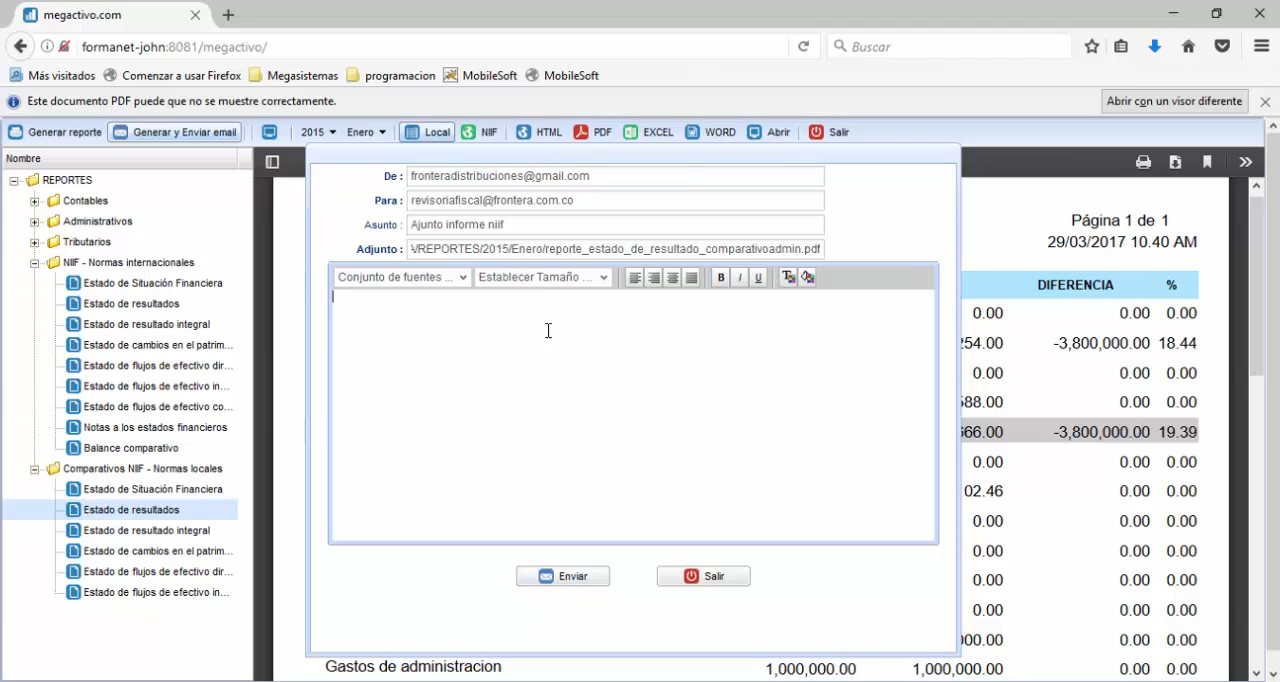 megactivo.com
formanet-john:8081/megactivo/
Buscar
Más visitados Comenzar a usar Firefox Megasistemas programacion MobileSoft MobileSoft
Este documento PDF puede que no se muestre correctamente. Abrir con un visor diferente
Generar reporte Generar y Enviar email 2015 Enero Local NIIF HTML PDF EXCEL WORD Abrir Salir
Nombre
REPORTES
Contables
Administrativos
Tributarios
NIIF - Normas internacionales
Estado de Situación Financiera
Estado de resultados
Estado de resultado integral
Estado de cambios en el patrim...
Estado de flujos de efectivo dir...
Estado de flujos de efectivo in...
Estado de flujos de efectivo co...
Notas a los estados financieros
Balance comparativo
Comparativos NIIF - Normas locales
Estado de Situación Financiera
Estado de resultados
Estado de resultado integral
Estado de cambios en el patrim...
Estado de flujos de efectivo dir...
Estado de flujos de efectivo in...
De : fronteradistribuciones@gmail.com
Para : revisoriafiscal@frontera.com.co
Asunto : Ajunto informe niif
Adjunto : \/REPORTES/2015/Enero/reporte_estado_de_resultado_comparativoadmin.pdf
Conjunto de fuentes ... Establecer Tamaño ... B I U
Enviar Salir
Página 1 de 1
29/03/2017 10.40 AM
DIFERENCIA %
0.00 0.00 0.00
254.00 -3,800,000.00 18.44
0.00 0.00 0.00
588.00 0.00 0.00
666.00 -3,800,000.00 19.39
0.00 0.00 0.00
02.46 0.00 0.00
0.00 0.00 0.00
0.00 0.00 0.00
0.00 0.00 0.00
0.00 0.00 0.00
000.00 0.00 0.00
Gastos de administracion 1,000,000.00 1,000,000.00 0.00 0.00